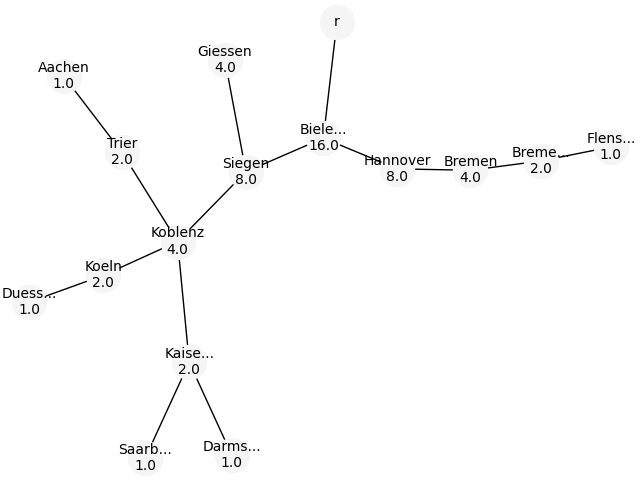 r
Giessen
4.0
Aachen
1.0
Biele...
16.0
Flens...
1.0
Trier
2.0
Breme...
2.0
Hannover
8.0
Bremen
4.0
Siegen
8.0
Koblenz
4.0
Koeln
2.0
Duess...
1.0
Kaise...
2.0
Saarb...
1.0
Darms...
1.0